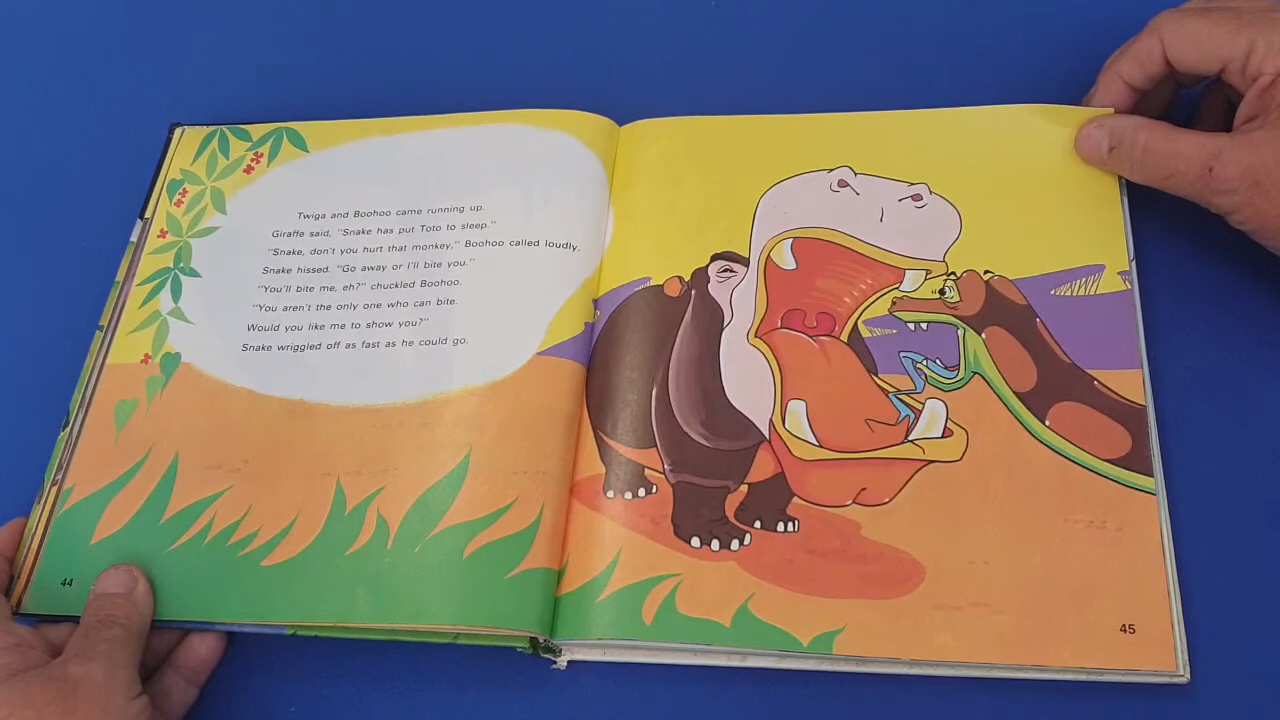 Twiga and Boohoo came running up.
Giraffe said, "Snake has put Toto to sleep."
"Snake, don't you hurt that monkey," Boohoo called loudly.
Snake hissed. "Go away or I'll bite you."
"You'll bite me, eh?" chuckled Boohoo.
"You aren't the only one who can bite.
Would you like me to show you?"
Snake wriggled off as fast as he could go.
44
45